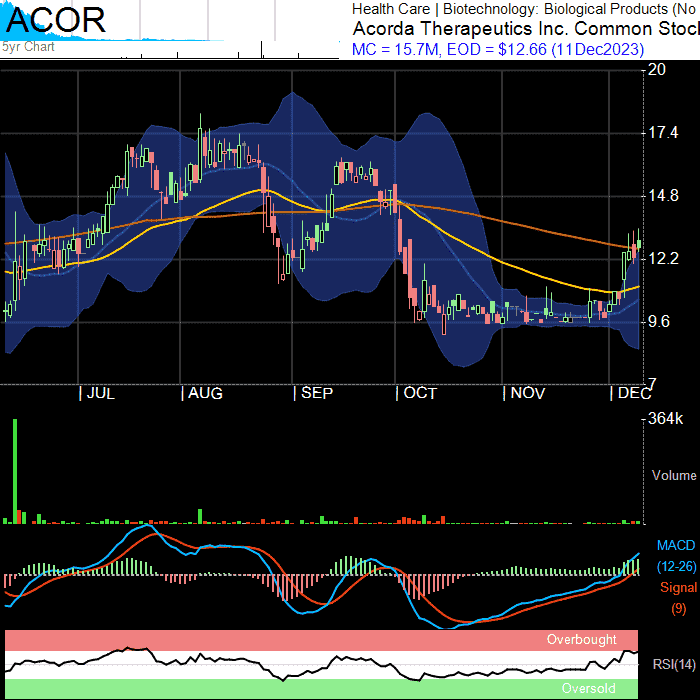 ACOR
5yr Chart
Health Care | Biotechnology: Biological Products (No
Acorda Therapeutics Inc. Common Stoc
MC = 15.7M, EOD = $12.66 (11Dec2023)
20
17.4
14.8
12.2
9.6
7
JUL AUG SEP OCT NOV DEC
364k
Volume
MACD
(12-26)
Signal
(9)
Overbought
RSI(14)
Oversold